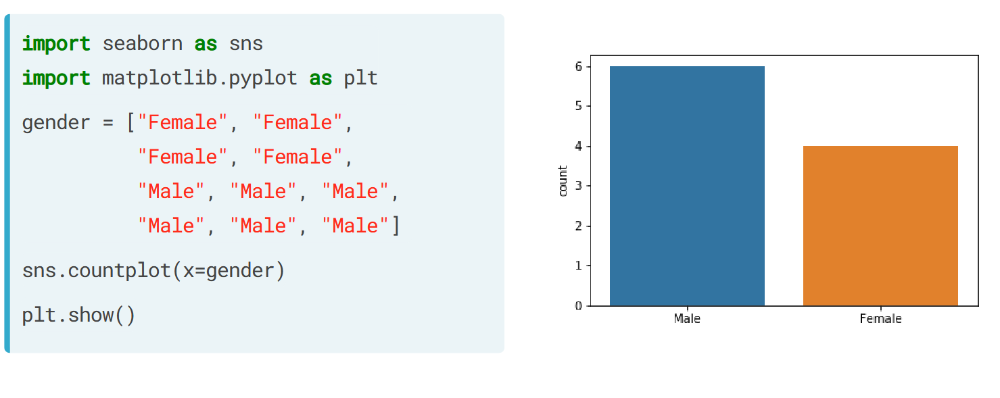 import seaborn as sns
import matplotlib.pyplot as plt
gender = ["Female", "Female",
"Female", "Female",
"Male", "Male", "Male",
"Male", "Male", "Male"]
sns.countplot(x=gender)
plt.show()
6
5
4
3
2
1
0
count
Male Female